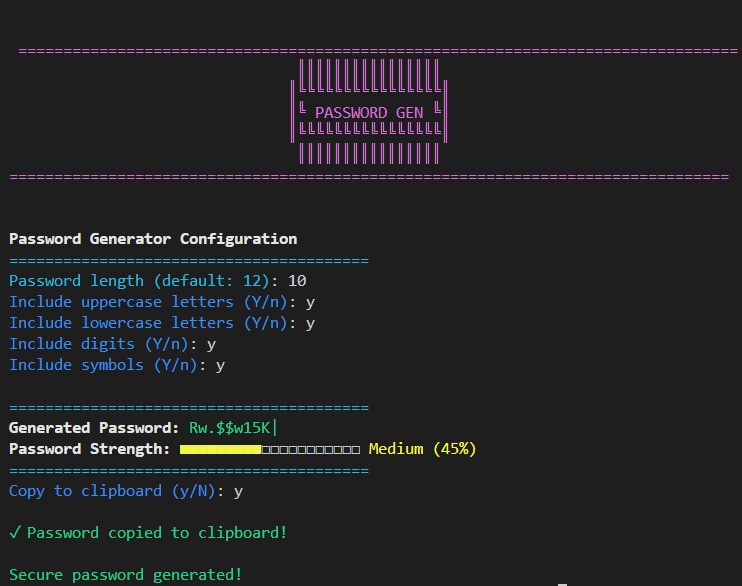 ================================================================================
║║║║║║║║║║║║║║║║
║╚╚╚╚╚╚╚╚╚╚╚╚╚╚╚╚║
║╚ PASSWORD GEN ╚║
║╚╚╚╚╚╚╚╚╚╚╚╚╚╚╚╚║
║║║║║║║║║║║║║║║║
================================================================================
Password Generator Configuration
========================================
Password length (default: 12): 10
Include uppercase letters (Y/n): y
Include lowercase letters (Y/n): y
Include digits (Y/n): y
Include symbols (Y/n): y
========================================
Generated Password: Rw.$$w15K|
Password Strength: ■■■■■■■■■□□□□□□□□□□□ Medium (45%)
========================================
Copy to clipboard (y/N): y
✓ Password copied to clipboard!
Secure password generated!